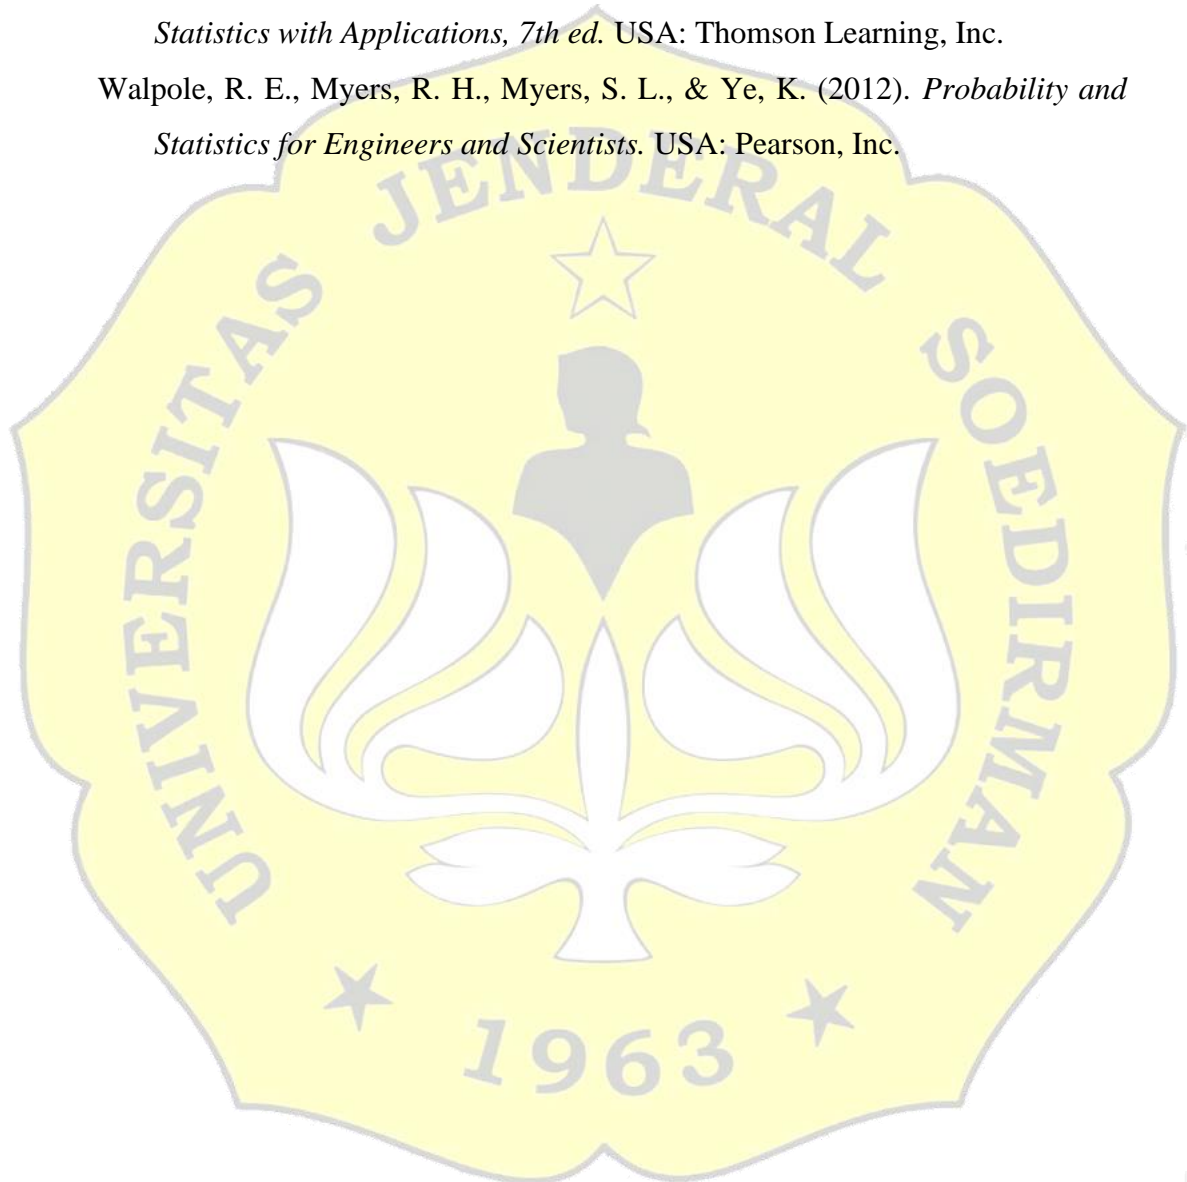 Statistics with Applications, 7th ed. USA: Thomson Learning, Inc.
Walpole, R. E., Myers, R. H., Myers, S. L., & Ye, K. (2012). Probability and
Statistics for Engineers and Scientists. USA: Pearson, Inc.
UNIVERSITAS JENDERAL SOEDIRMAN
1963